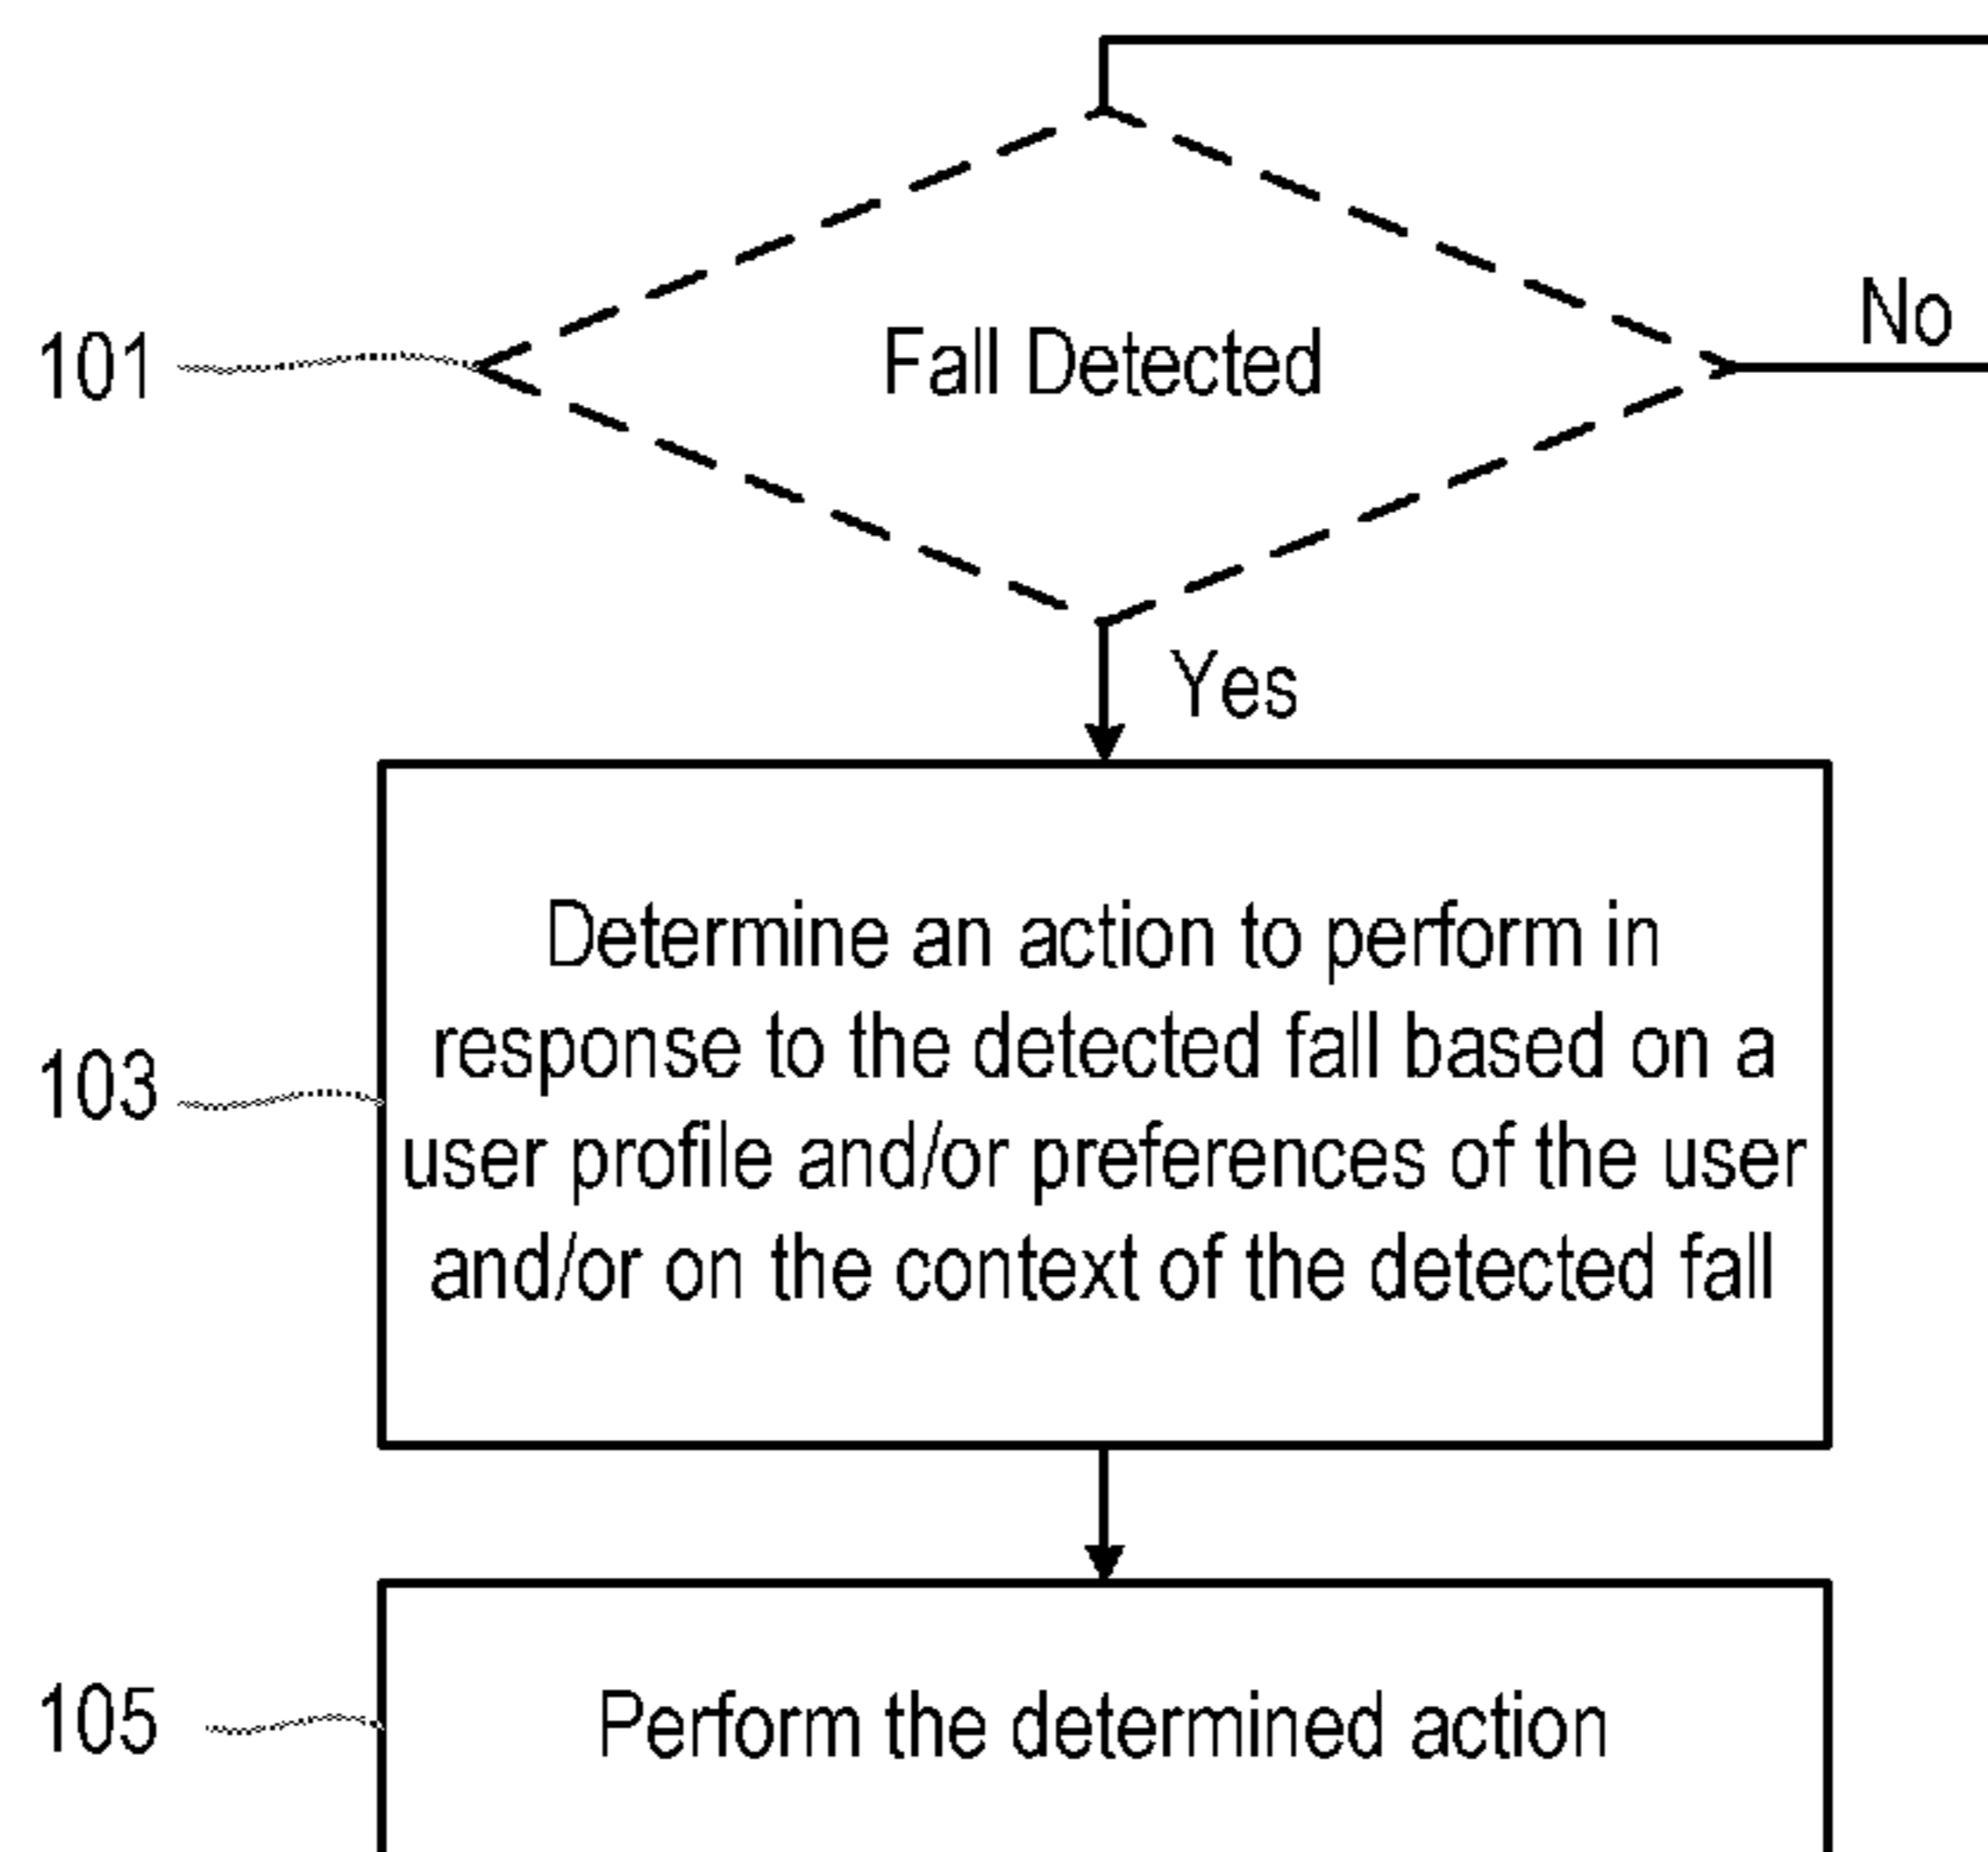 No
101
Fall Detected
Yes
Determine an action to perform in
response to the detected fall based on a
103
user profile and/or preferences of the user
and/or on the context of the detected fall
105
Perform the determined action